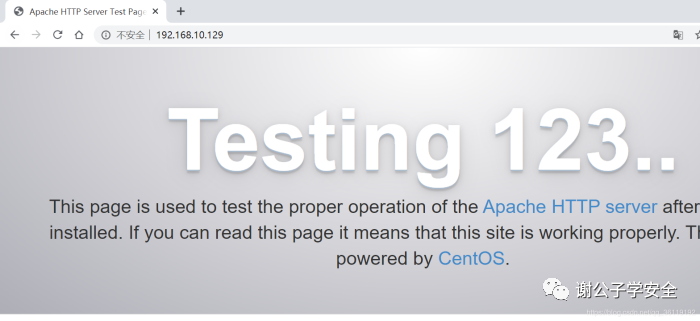 Apache HTTP Server Test Page
不安全 192.168.10.129
Testing 123..
This page is used to test the proper operation of the Apache HTTP server after
installed. If you can read this page it means that this site is working properly. Th
powered by CentOS.
谢公子学安全